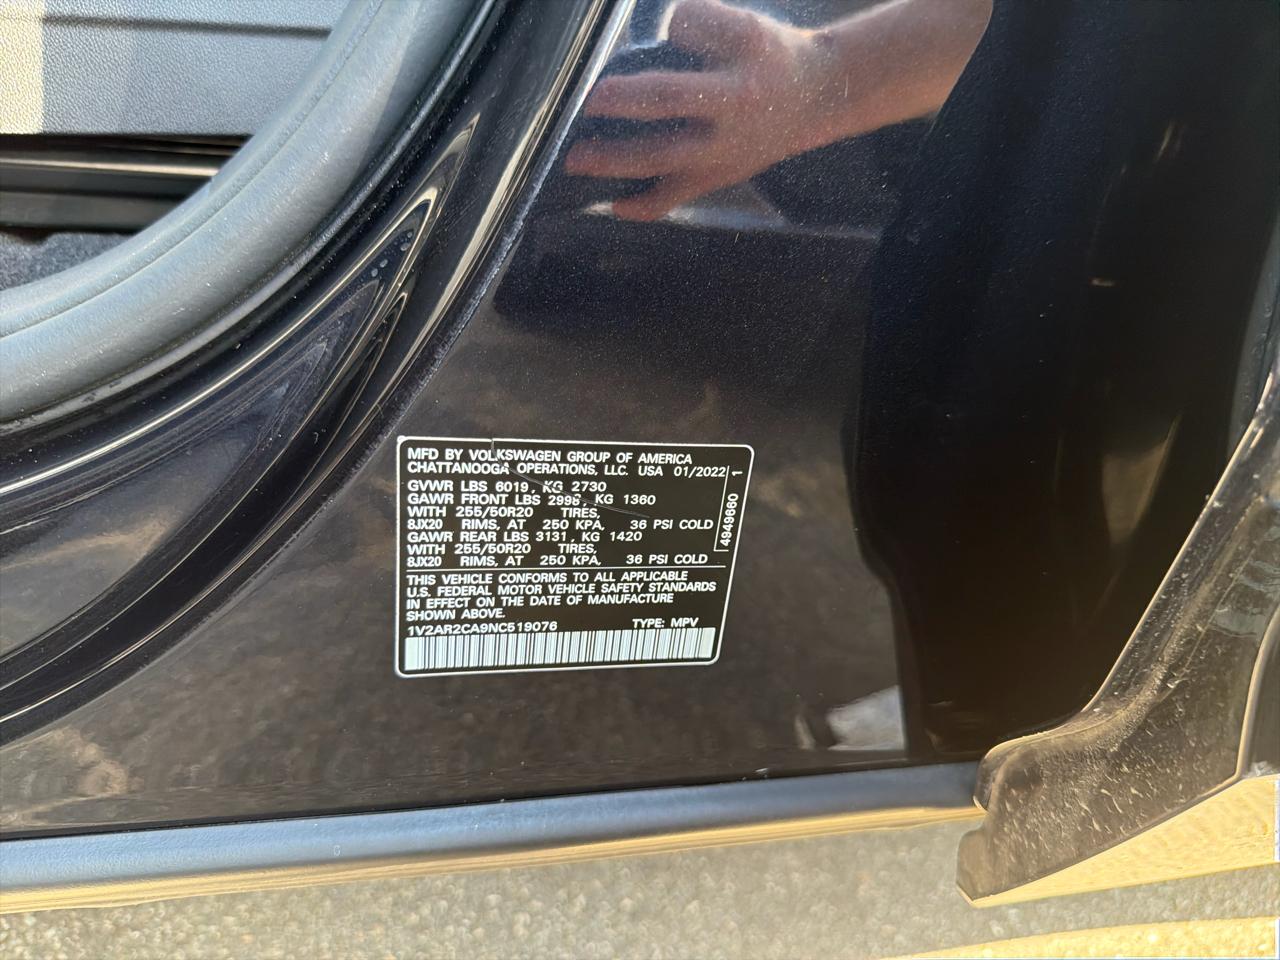 MFD BY VOLKSWAGEN GROUP OF AMERICA
CHATTANOOGA OPERATIONS, LLC. USA 01/2022 1
GVWR LBS 6019, KG 2730
GAWR FRONT LBS 2998, KG 1360
WITH 255/50R20 TIRES,
8JX20 RIMS, AT 250 KPA, 36 PSI COLD
GAWR REAR LBS 3131, KG 1420
WITH 255/50R20 TIRES,
8JX20 RIMS, AT 250 KPA, 36 PSI COLD
4949660
THIS VEHICLE CONFORMS TO ALL APPLICABLE
U.S. FEDERAL MOTOR VEHICLE SAFETY STANDARDS
IN EFFECT ON THE DATE OF MANUFACTURE
SHOWN ABOVE.
1V2AR2CA9NC519076 TYPE: MPV